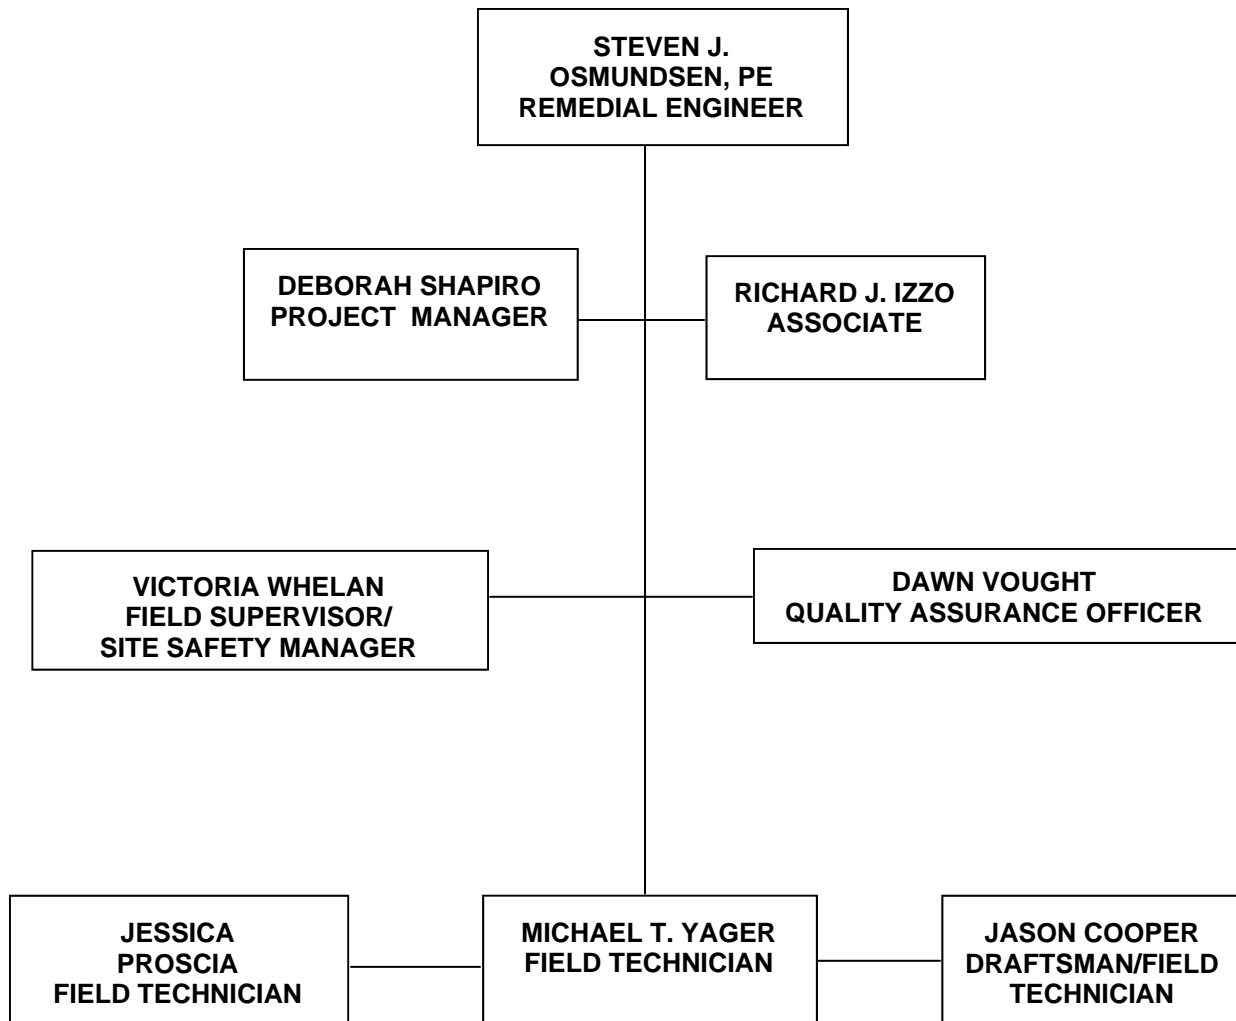 STEVEN J.
OSMUNDSEN, PE
REMEDIAL ENGINEER
DEBORAH SHAPIRO
PROJECT MANAGER
RICHARD J. IZZO
ASSOCIATE
VICTORIA WHELAN
FIELD SUPERVISOR/
SITE SAFETY MANAGER
DAWN VOUGHT
QUALITY ASSURANCE OFFICER
JESSICA
PROSCIA
FIELD TECHNICIAN
MICHAEL T. YAGER
FIELD TECHNICIAN
JASON COOPER
DRAFTSMAN/FIELD
TECHNICIAN